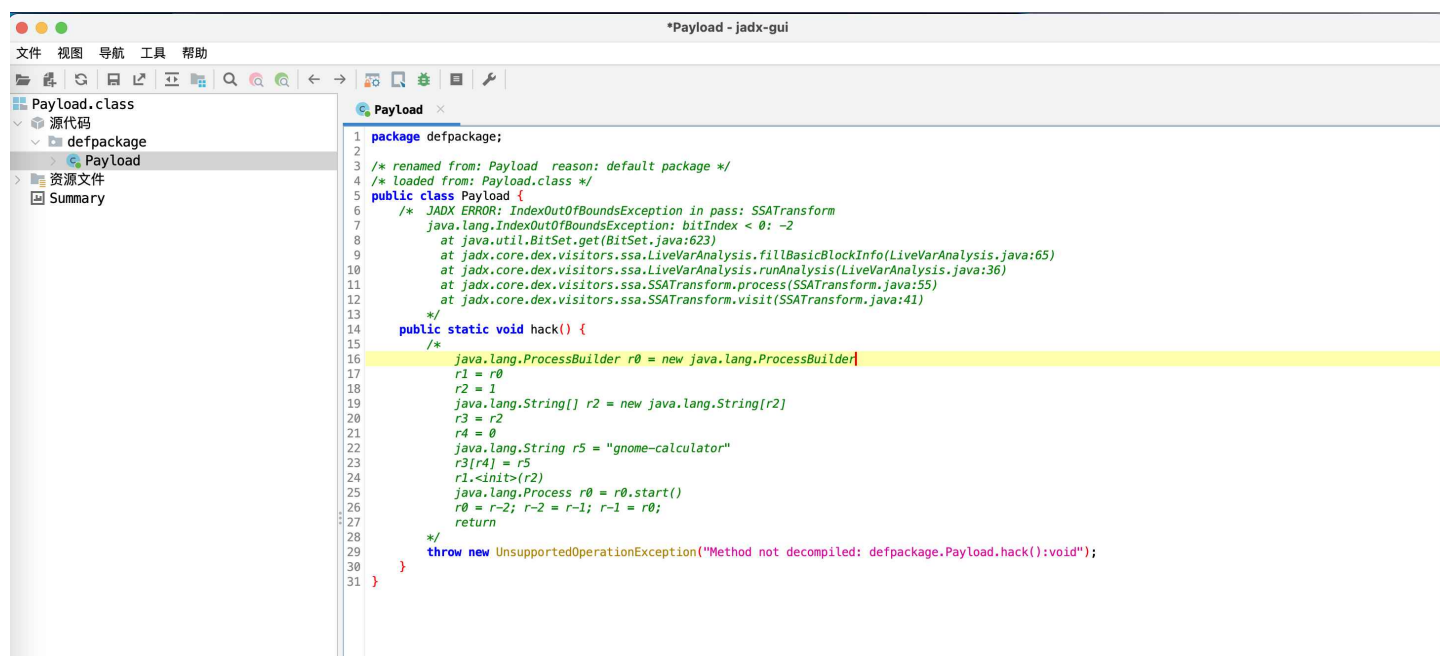 *Payload - jadx-gui
文件 视图 导航 工具 帮助
Payload.class
源代码
defpackage
Payload
资源文件
Summary
Payload
1 package defpackage;
2
3 /* renamed from: Payload  reason: default package */
4 /* loaded from: Payload.class */
5 public class Payload {
6 /*  JADX ERROR: IndexOutOfBoundsException in pass: SSATransform
7 java.lang.IndexOutOfBoundsException: bitIndex < 0: -2
8 at java.util.BitSet.get(BitSet.java:623)
9 at jadx.core.dex.visitors.ssa.LiveVarAnalysis.fillBasicBlockInfo(LiveVarAnalysis.java:65)
10 at jadx.core.dex.visitors.ssa.LiveVarAnalysis.runAnalysis(LiveVarAnalysis.java:36)
11 at jadx.core.dex.visitors.ssa.SSATransform.process(SSATransform.java:55)
12 at jadx.core.dex.visitors.ssa.SSATransform.visit(SSATransform.java:41)
13 */
14 public static void hack() {
15 /*
16 java.lang.ProcessBuilder r0 = new java.lang.ProcessBuilder
17 r1 = r0
18 r2 = 1
19 java.lang.String[] r2 = new java.lang.String[r2]
20 r3 = r2
21 r4 = 0
22 java.lang.String r5 = "gnome-calculator"
23 r3[r4] = r5
24 r1.<init>(r2)
25 java.lang.Process r0 = r0.start()
26 r0 = r-2; r-2 = r-1; r-1 = r0;
27 return
28 */
29 throw new UnsupportedOperationException("Method not decompiled: defpackage.Payload.hack():void");
30 }
31 }